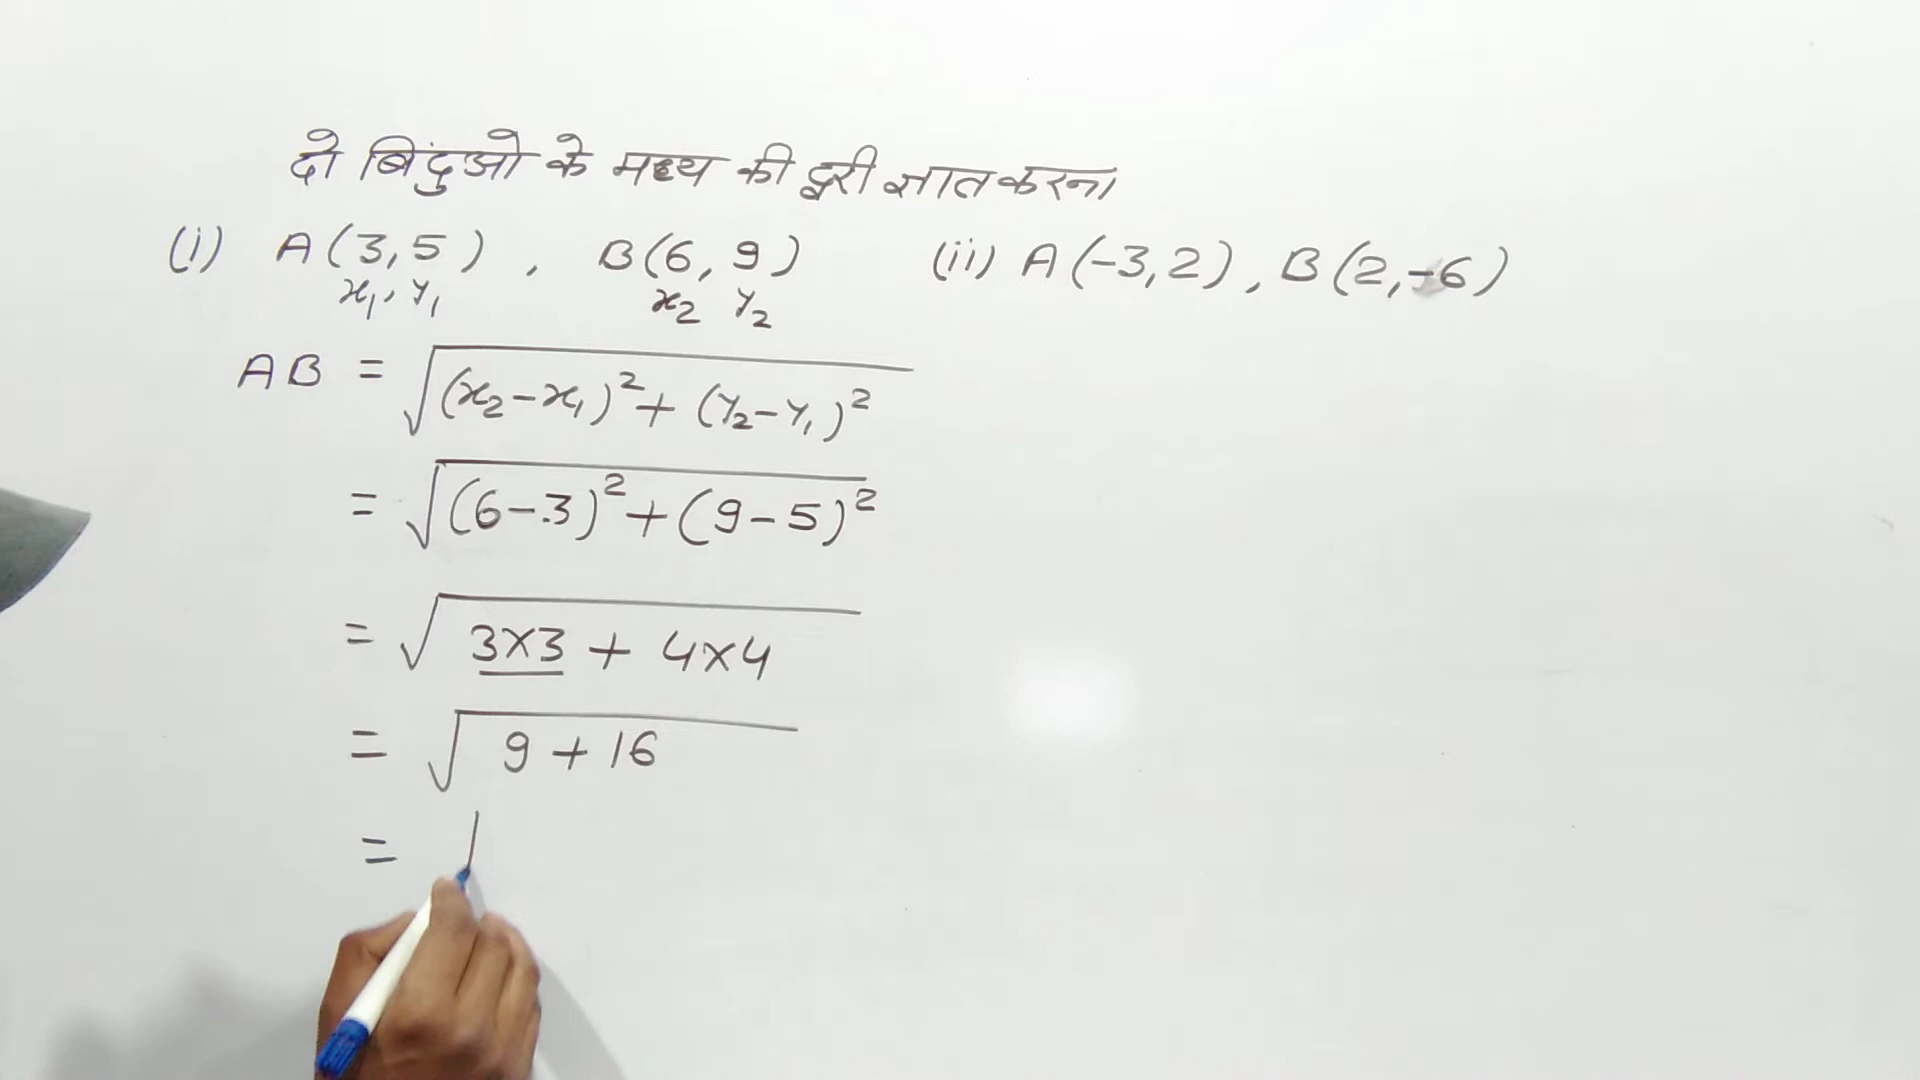 दो बिंदुओ के मध्य की दूरी ज्ञात करना
(i) A(3,5), B(6, 9) (ii) A(-3,2), B(2,-6)
x₁, y₁ x₂ y₂
AB = √(x₂-x₁)² + (y₂-y₁)²
= √(6-3)² + (9-5)²
= √3×3 + 4×4
= √9+16
=